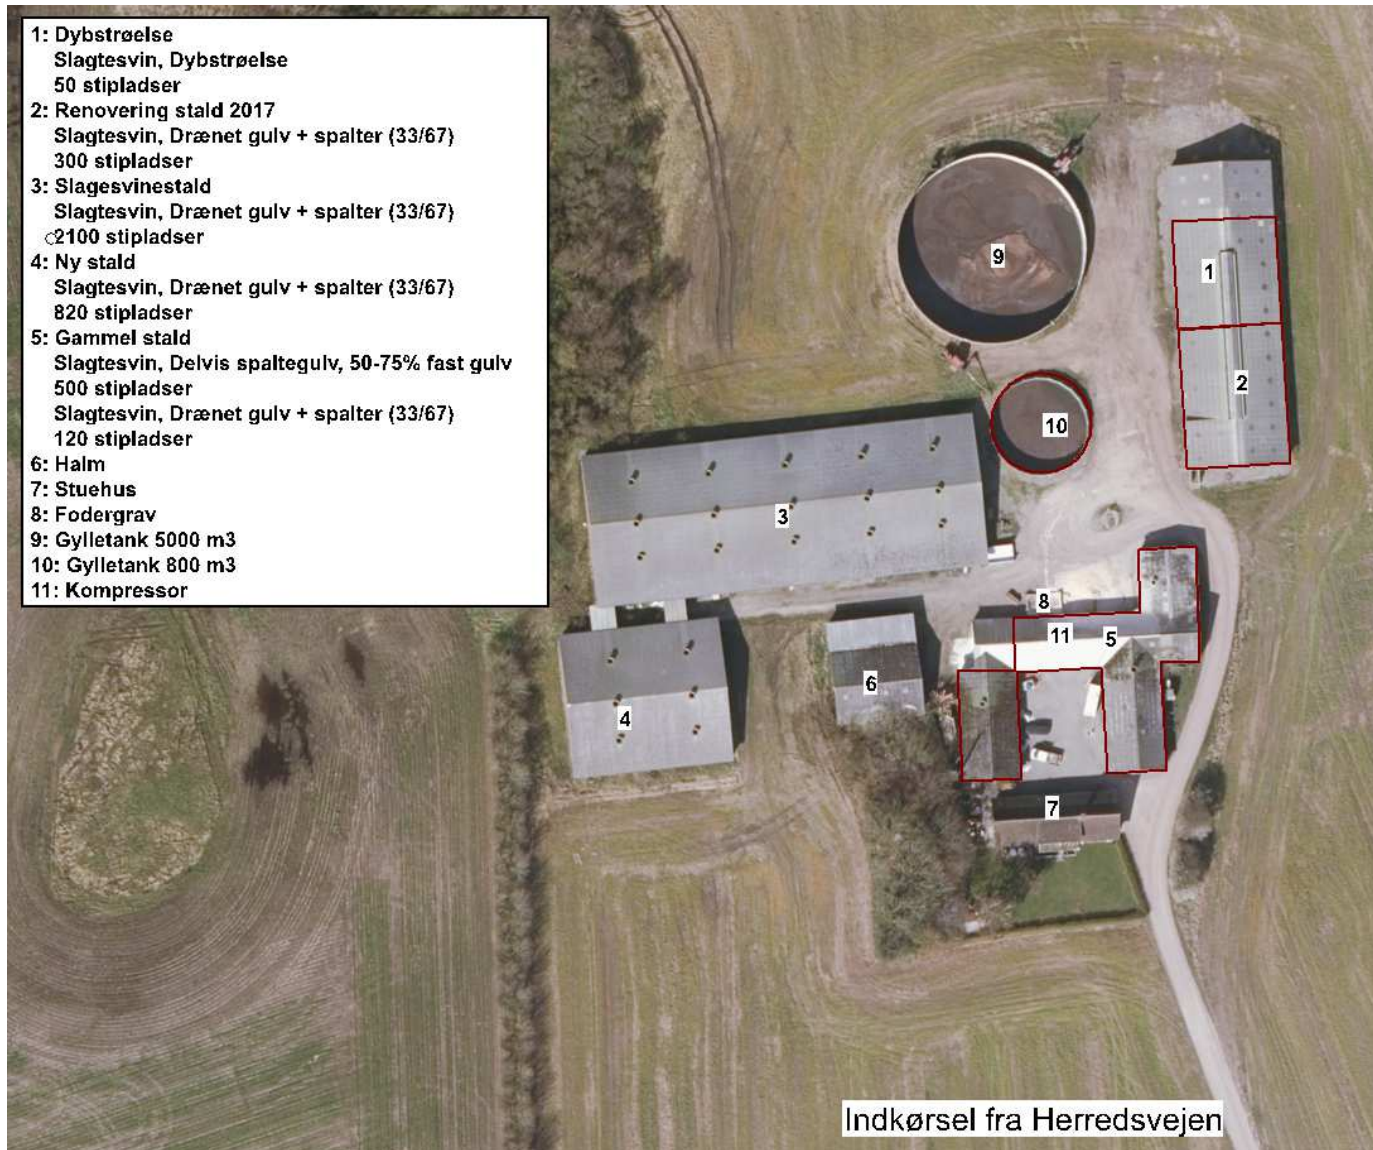 1: Dybstrøelse
Slagtesvin, Dybstrøelse
50 stipladser
2: Renovering stald 2017
Slagtesvin, Drænet gulv + spalter (33/67)
300 stipladser
3: Slagesvinestald
Slagtesvin, Drænet gulv + spalter (33/67)
2100 stipladser
4: Ny stald
Slagtesvin, Drænet gulv + spalter (33/67)
820 stipladser
5: Gammel stald
Slagtesvin, Delvis spaltegulv, 50-75% fast gulv
500 stipladser
Slagtesvin, Drænet gulv + spalter (33/67)
120 stipladser
6: Halm
7: Stuehus
8: Fodergrav
9: Gylletank 5000 m3
10: Gylletank 800 m3
11: Kompressor
9
1
2
10
3
8
11
5
6
4
7
Indkørsel fra Herredsvejen